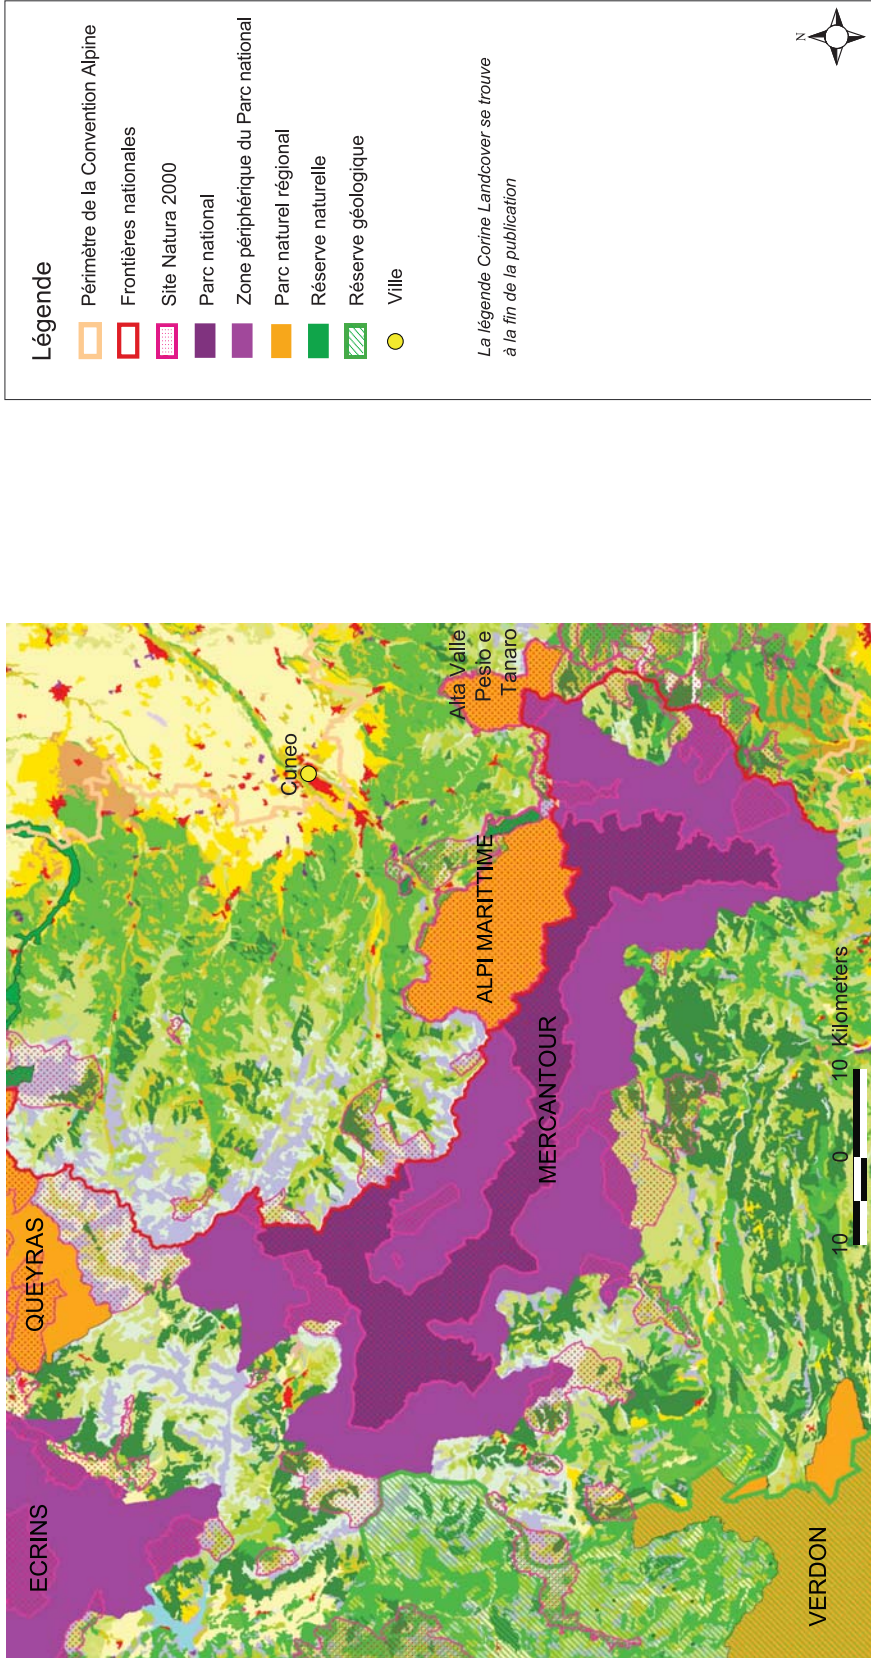 ECRINS
QUEYRAS
Cuneo
Alta Valle
Pesio e
Tanaro
ALPI MARITTIME
MERCANTOUR
VERDON
10 0 10 Kilometers
Légende
Périmètre de la Convention Alpine
Frontières nationales
Site Natura 2000
Parc national
Zone périphérique du Parc national
Parc naturel régional
Réserve naturelle
Réserve géologique
Ville
La légende Corine Landcover se trouve
à la fin de la publication
N